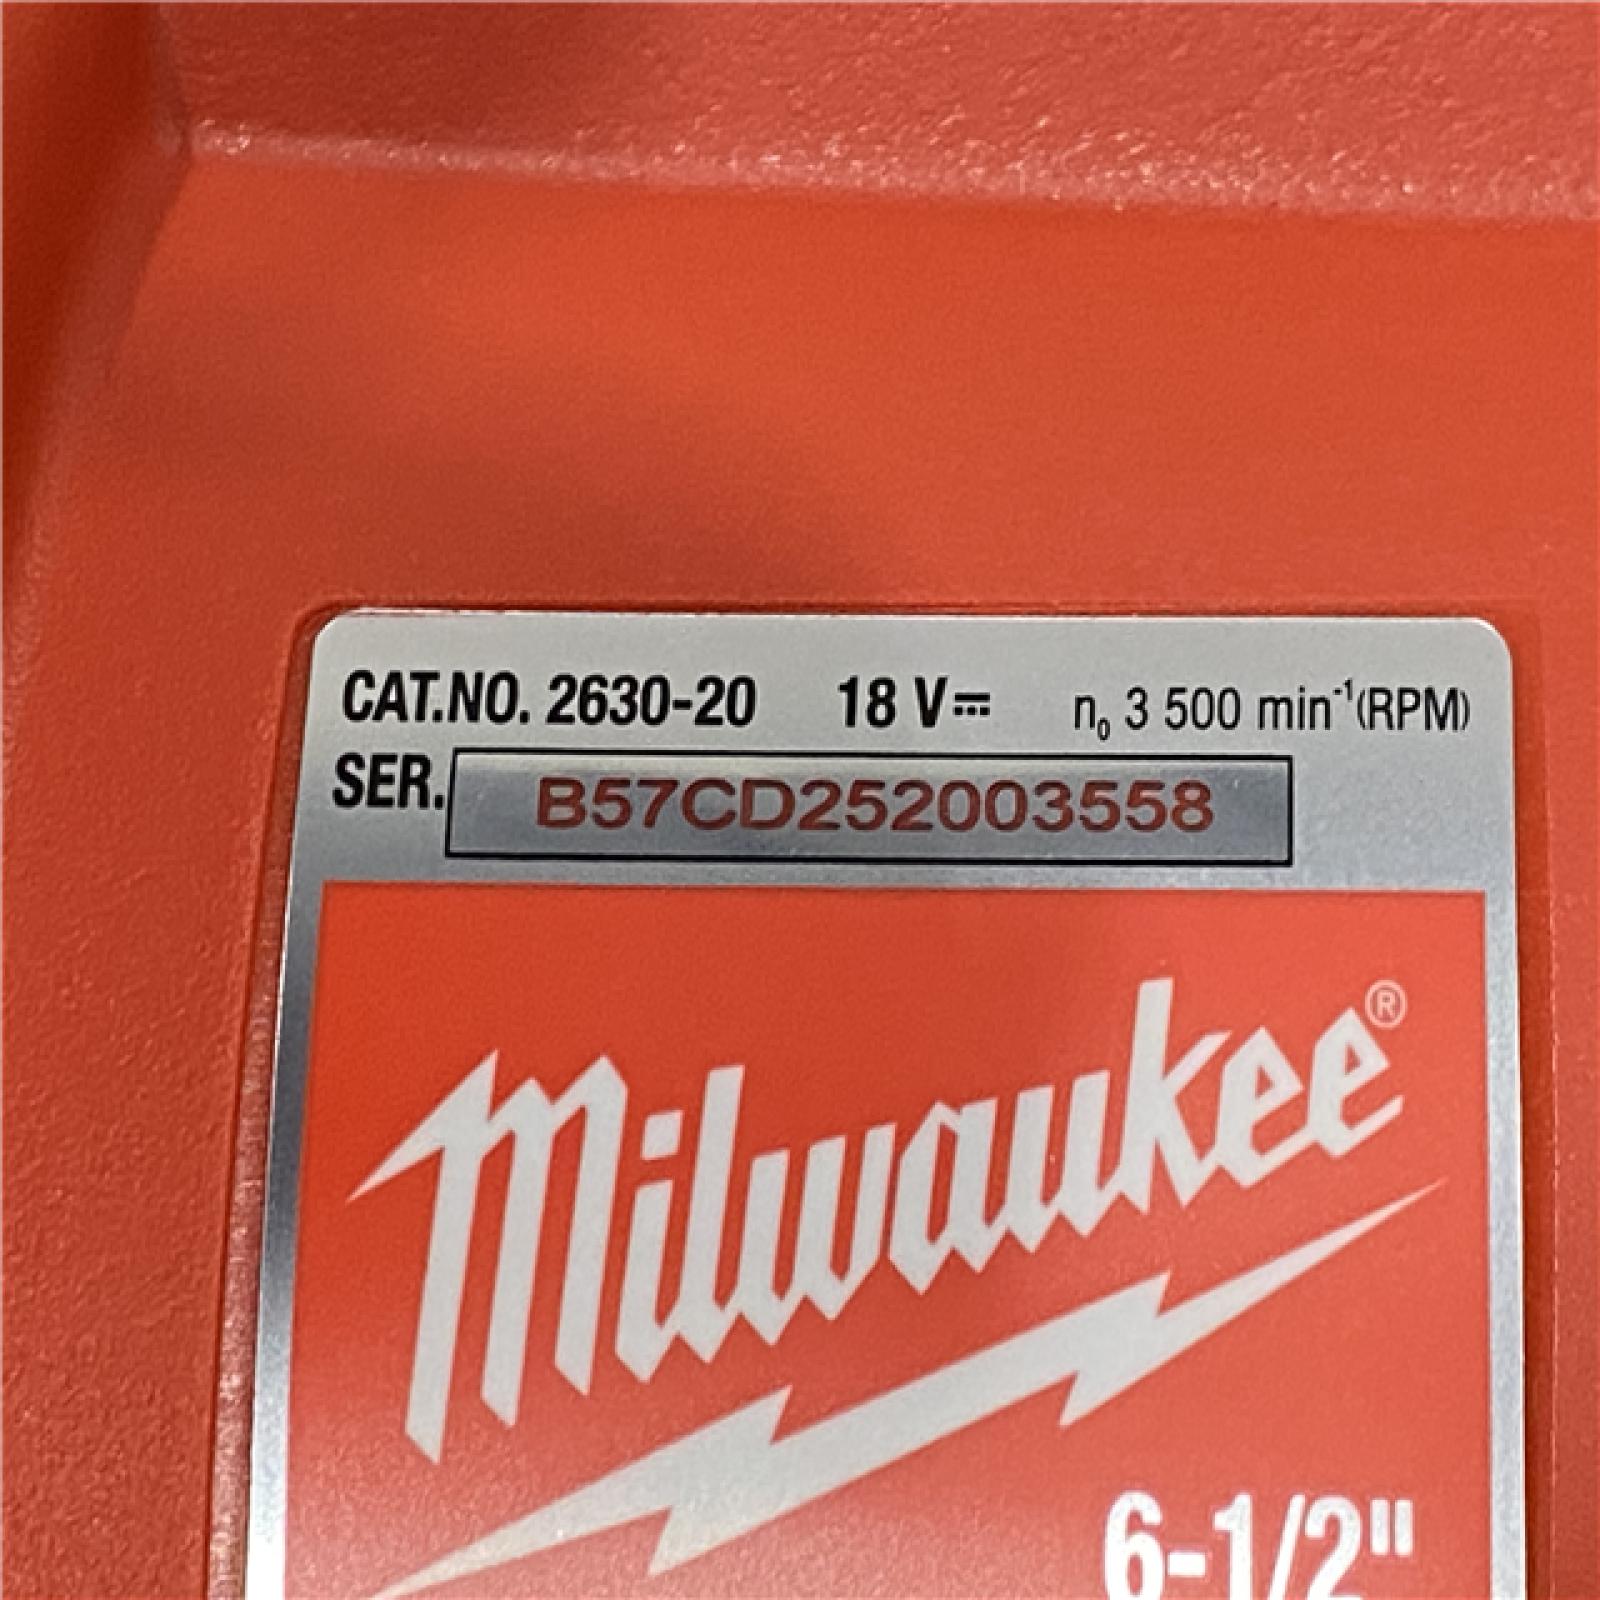 CAT.NO. 2630-20 18 V⎓ n₀ 3 500 min⁻¹(RPM)
SER. B57CD252003558
Milwaukee®
6-1/2"